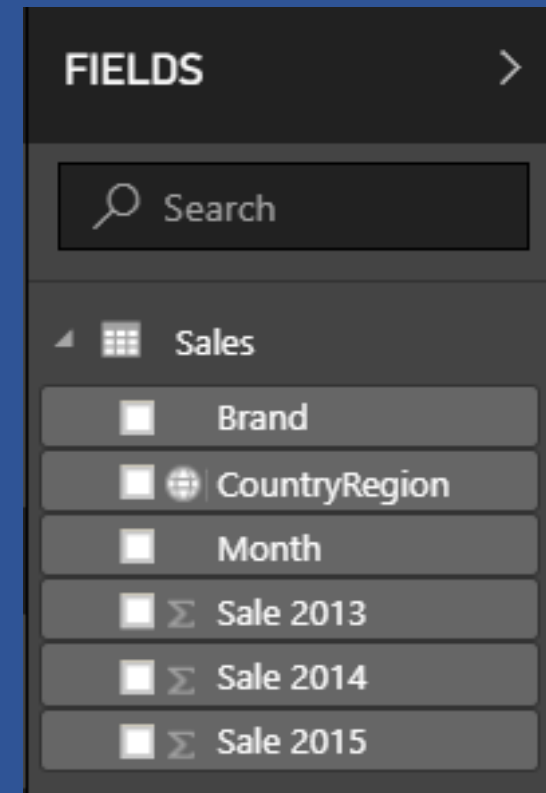 FIELDS
Search
Sales
Brand
CountryRegion
Month
Σ Sale 2013
Σ Sale 2014
Σ Sale 2015